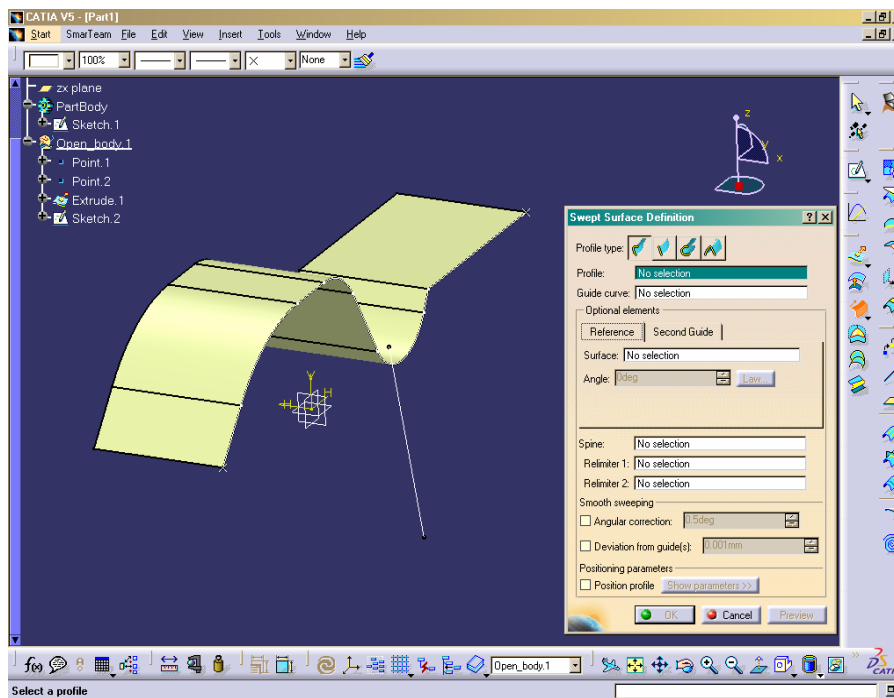 CATIA V5 - [Part1]
Start SmarTeam File Edit View Insert Tools Window Help
100% None
zx plane
PartBody
Sketch.1
Open_body.1
Point.1
Point.2
Extrude.1
Sketch.2
z
y
x
Y
H H
Swept Surface Definition
Profile type:
Profile: No selection
Guide curve: No selection
Optional elements
Reference Second Guide
Surface: No selection
Angle: 0deg Law...
Spine: No selection
Relimiter 1: No selection
Relimiter 2: No selection
Smooth sweeping
Angular correction: 0.5deg
Deviation from guide(s): 0.001mm
Positioning parameters
Position profile Show parameters >>
OK Cancel Preview
f(x) Open_body.1 CATIA
Select a profile